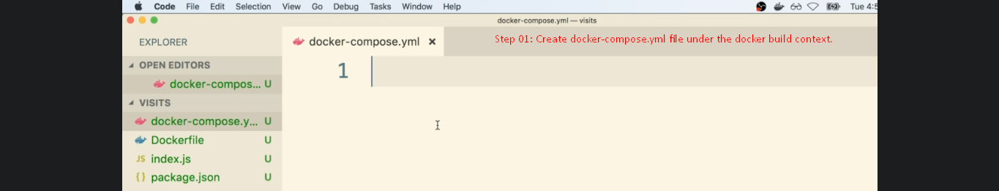 Code File Edit Selection View Go Debug Tasks Window Help Tue 4:5
docker-compose.yml — visits
EXPLORER
docker-compose.yml ×
Step 01: Create docker-compose.yml file under the docker build context.
OPEN EDITORS
docker-compos... U
1
VISITS
docker-compose.y... U
Dockerfile U
JS index.js U
{} package.json U